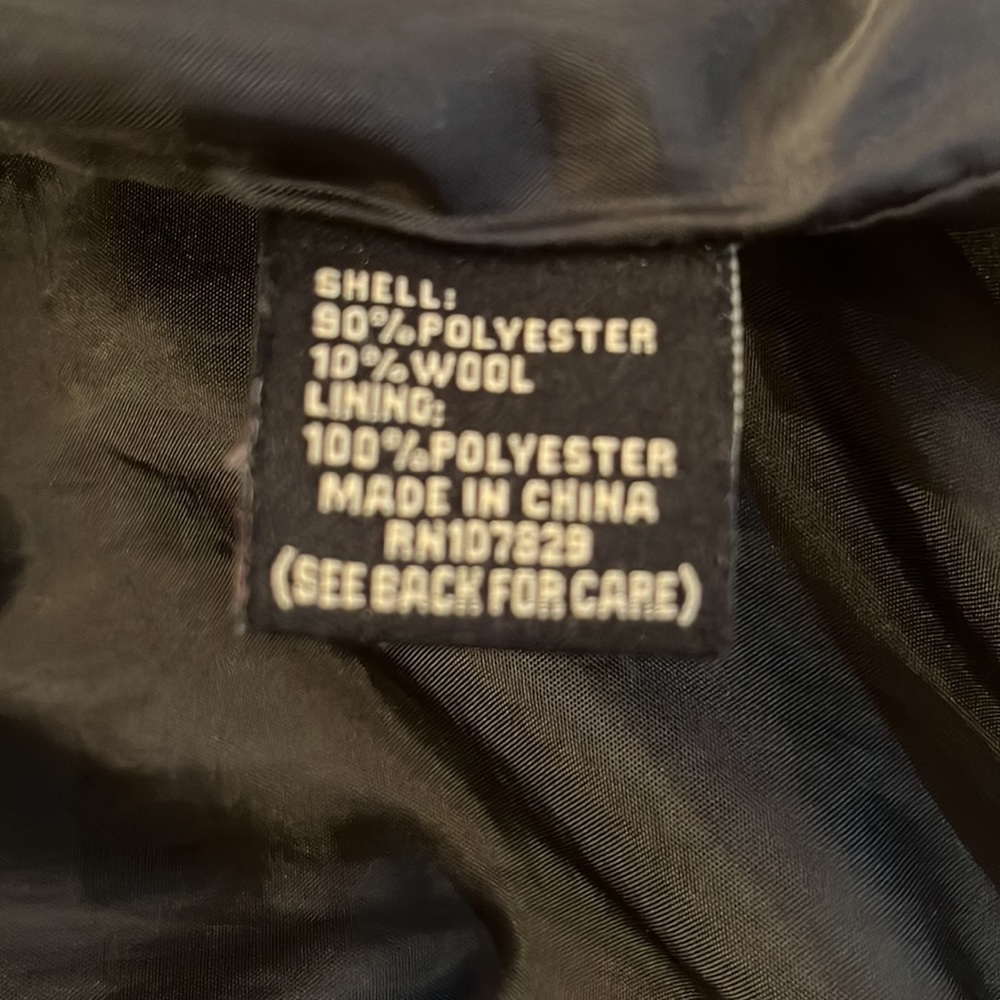 SHELL:
90%POLYESTER
10%WOOL
LINING:
100%POLYESTER
MADE IN CHINA
RN107829
(SEE BACK FOR CARE)